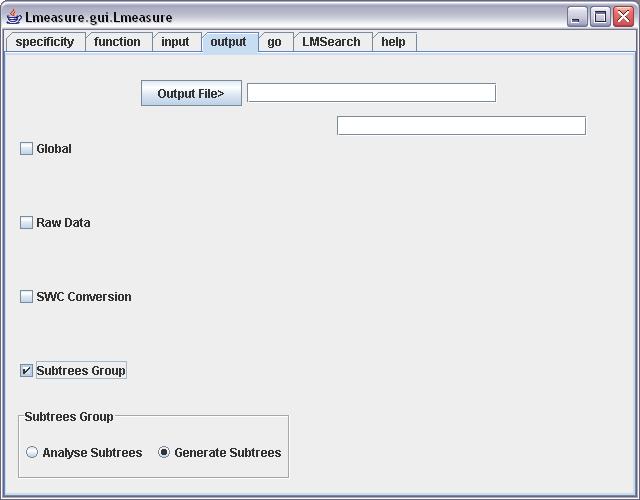 Lmeasure.gui.Lmeasure
specificity function input output go LMSearch help
Output File>
Global
Raw Data
SWC Conversion
Subtrees Group
Subtrees Group
Analyse Subtrees Generate Subtrees